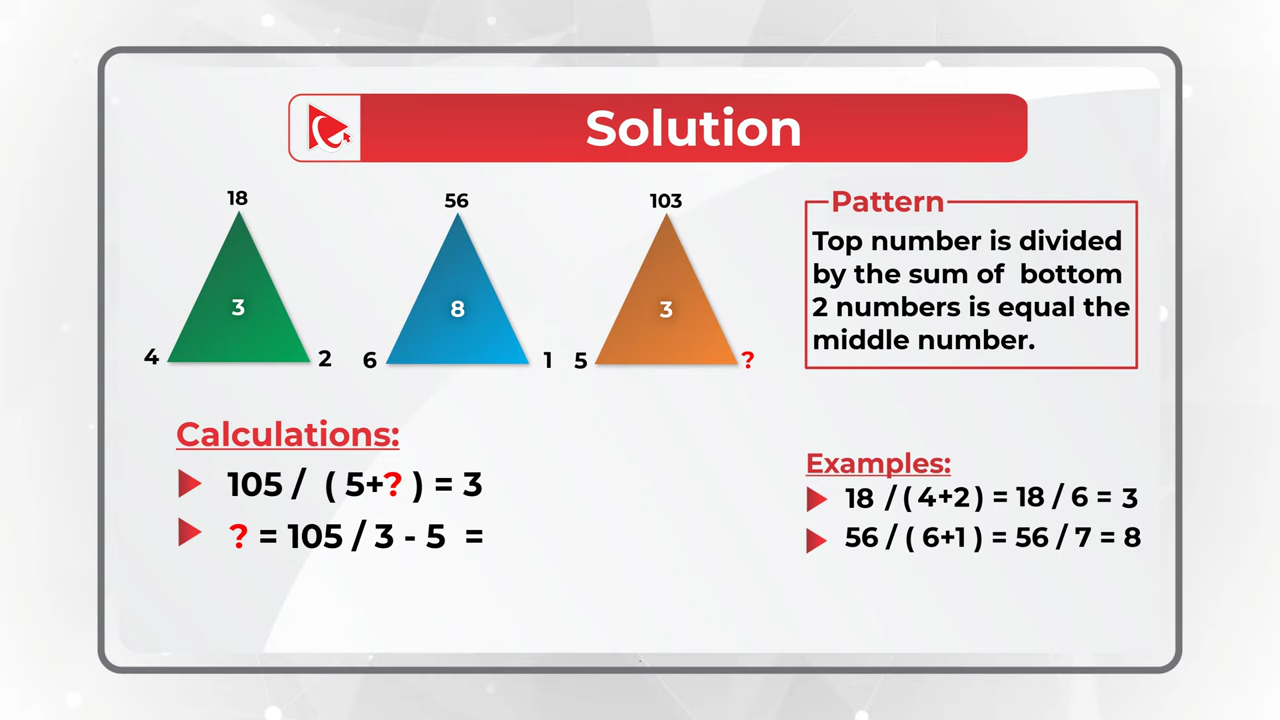 Solution
18
56
103
3
8
3
4
2
6
1
5
?
Pattern
Top number is divided
by the sum of bottom
2 numbers is equal the
middle number.
Calculations:
105 / ( 5+? ) = 3
? = 105 / 3 - 5 =
Examples:
18 / ( 4+2 ) = 18 / 6 = 3
56 / ( 6+1 ) = 56 / 7 = 8